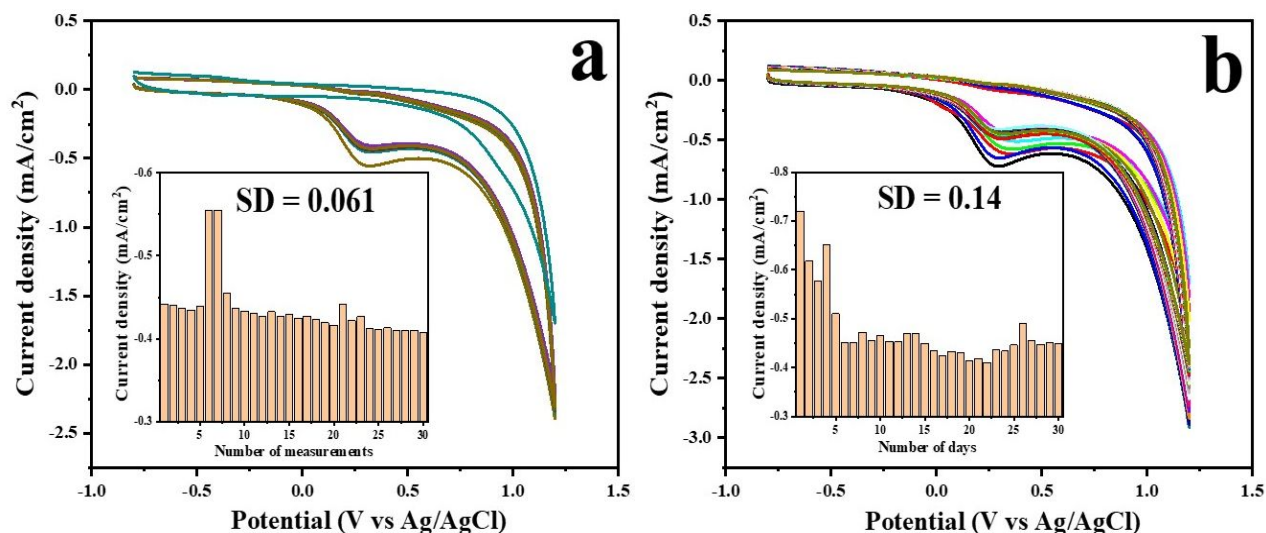 a
Current density (mA/cm²)
0.5
0.0
-0.5
-1.0
-1.5
-2.0
-2.5
-1.0 -0.5 0.0 0.5 1.0 1.5
Potential (V vs Ag/AgCl)
SD = 0.061
Current density (mA/cm²)
-0.6
-0.5
-0.4
-0.3
5 10 15 20 25 30
Number of measurements
b
Current density (mA/cm²)
0.5
0.0
-0.5
-1.0
-1.5
-2.0
-2.5
-3.0
-1.0 -0.5 0.0 0.5 1.0 1.5
Potential (V vs Ag/AgCl)
SD = 0.14
Current density (mA/cm²)
-0.8
-0.7
-0.6
-0.5
-0.4
-0.3
5 10 15 20 25 30
Number of days